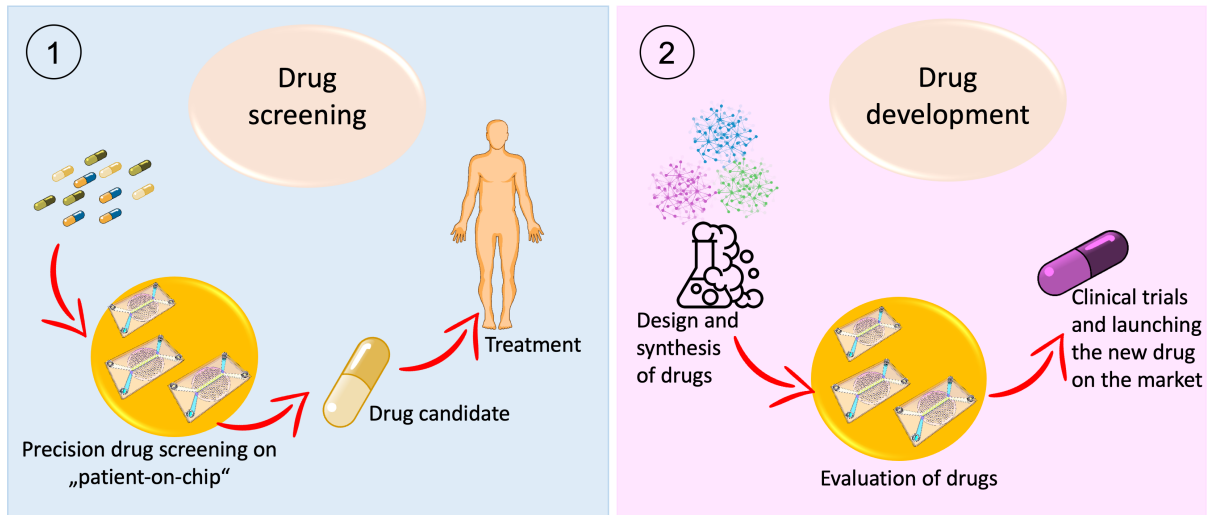 1
Drug
screening
Treatment
Drug candidate
Precision drug screening on
„patient-on-chip“
2
Drug
development
Design and
synthesis
of drugs
Clinical trials
and launching
the new drug
on the market
Evaluation of drugs